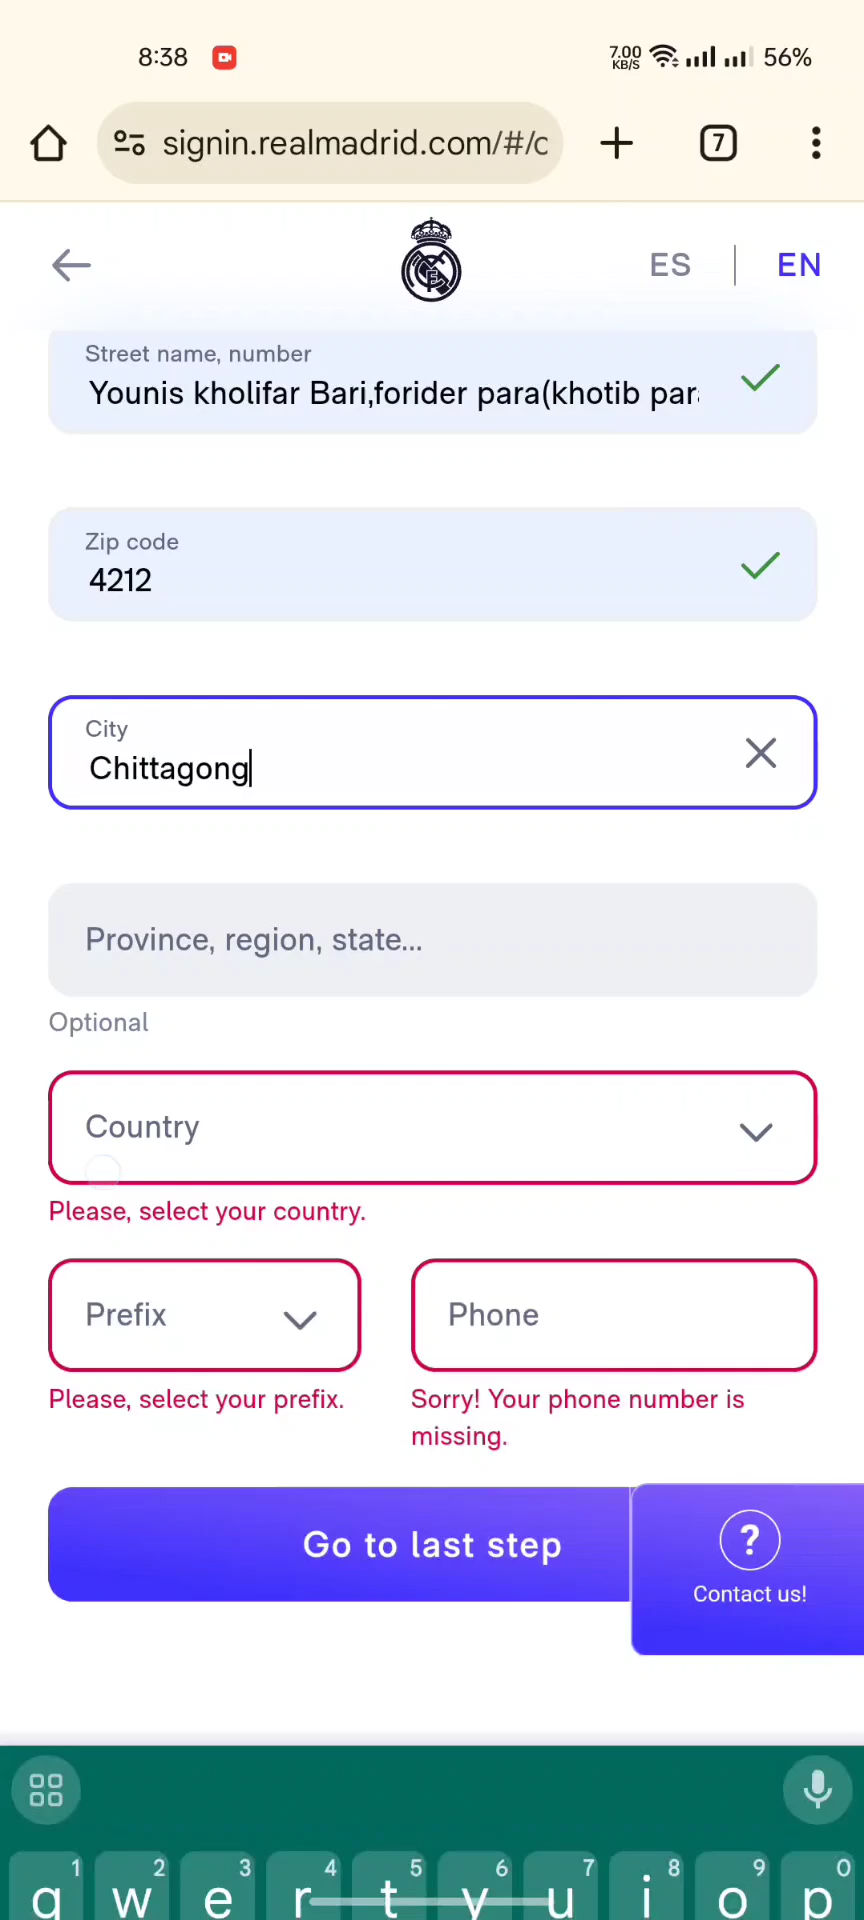 8:38
7.00
KB/S
56%
signin.realmadrid.com/#/c
7
ES
EN
Street name, number
Younis kholifar Bari,forider para(khotib par
Zip code
4212
City
Chittagong
Province, region, state...
Optional
Country
Please, select your country.
Prefix
Phone
Please, select your prefix.
Sorry! Your phone number is
missing.
Go to last step
?
Contact us!
1 2 3 4 5 6 7 8 9 0
q w e r t y u i o p